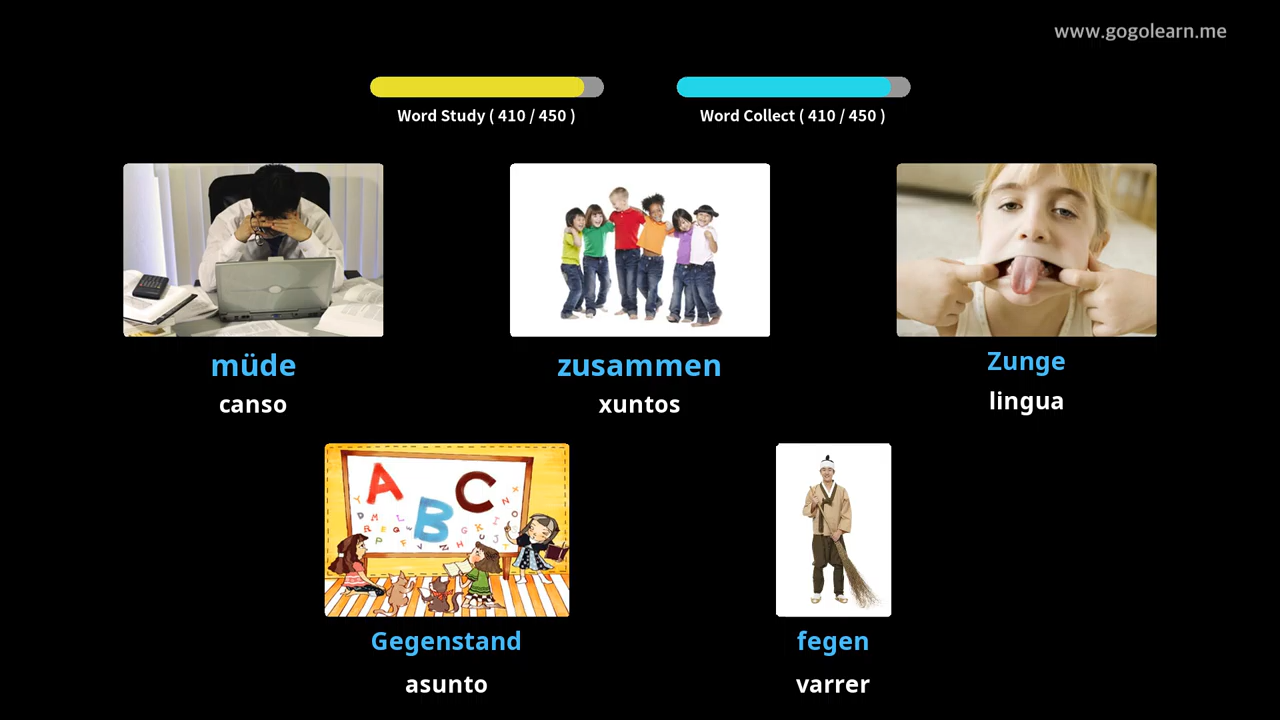 www.gogolearn.me
Word Study ( 410 / 450 )
Word Collect ( 410 / 450 )
müde
canso
zusammen
xuntos
Zunge
lingua
A
B
C
Gegenstand
asunto
fegen
varrer